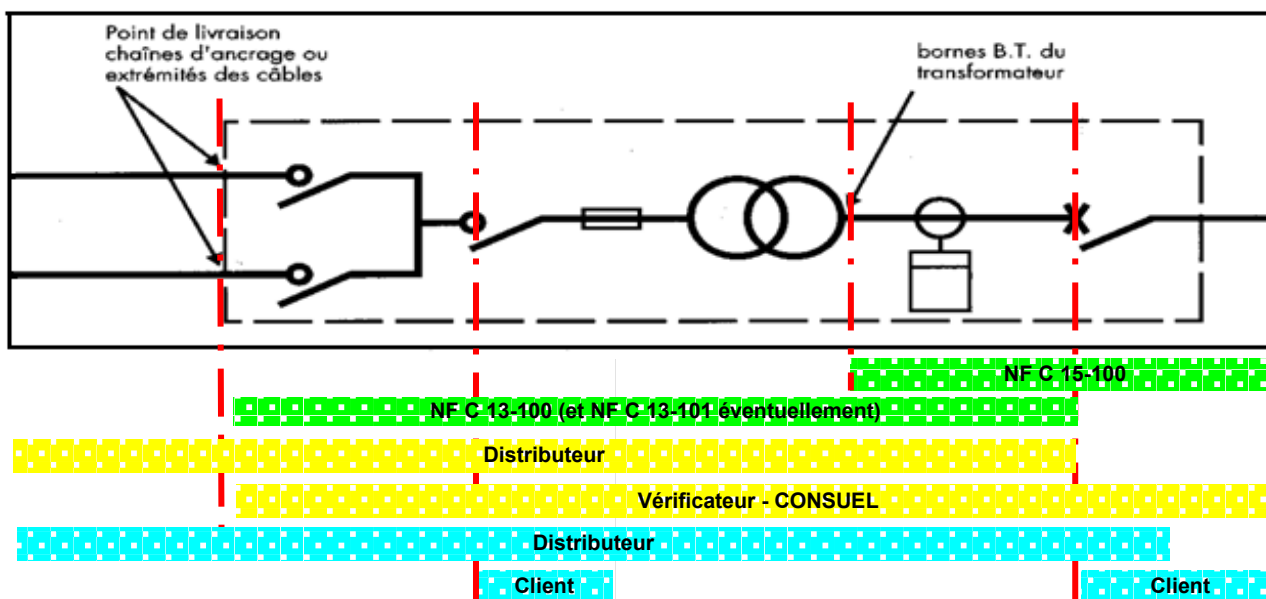 Point de livraison
chaînes d'ancrage ou
extrémités des câbles
bornes B.T. du
transformateur
NF C 15-100
NF C 13-100 (et NF C 13-101 éventuellement)
Distributeur
Vérificateur - CONSUEL
Distributeur
Client
Client